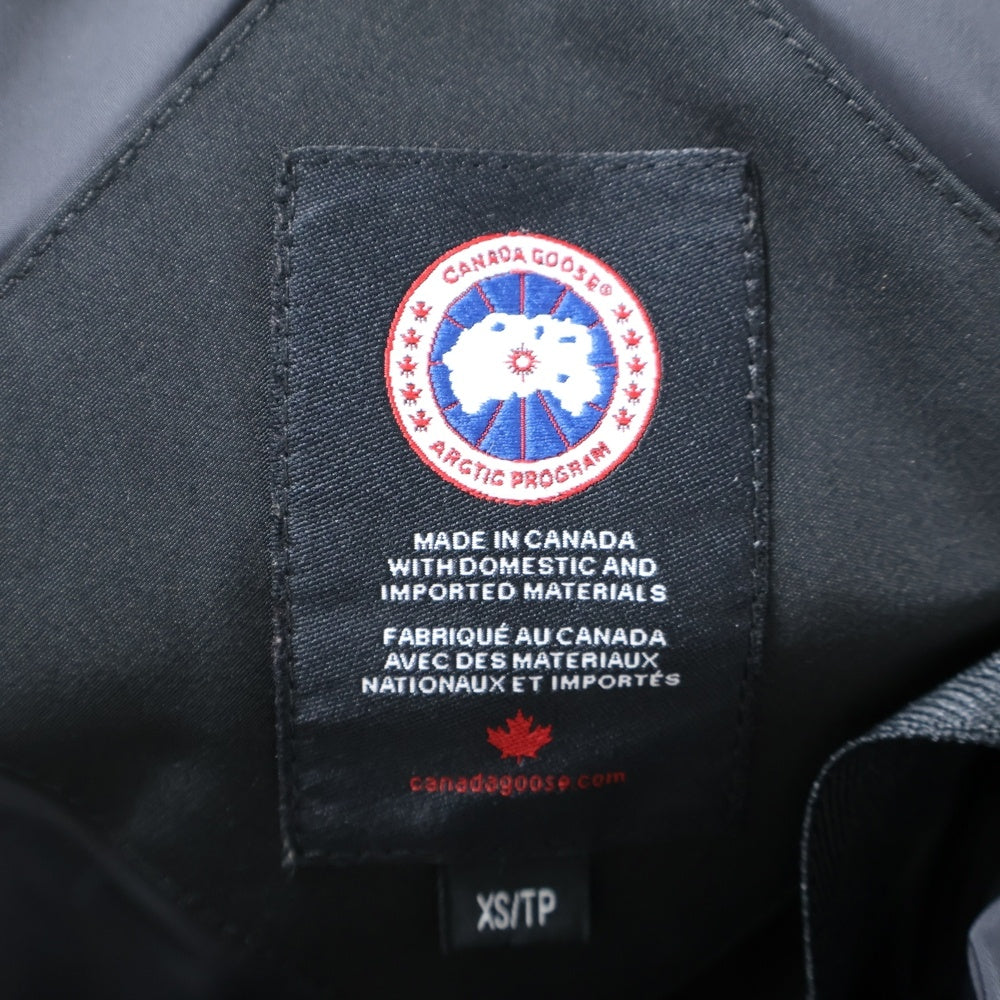 CANADA GOOSE®
ARCTIC PROGRAM
MADE IN CANADA
WITH DOMESTIC AND
IMPORTED MATERIALS
FABRIQUÉ AU CANADA
AVEC DES MATERIAUX
NATIONAUX ET IMPORTÉS
canadagoose.com
XS/TP